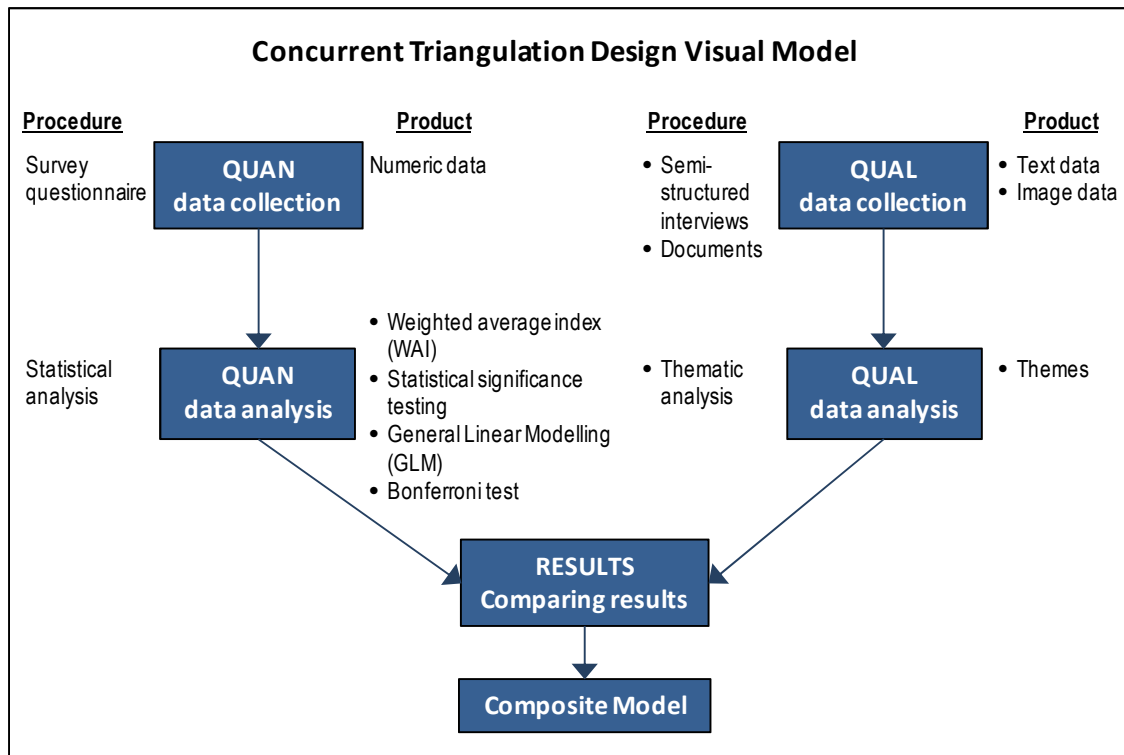 Concurrent Triangulation Design Visual Model
Procedure
Product
Survey
questionnaire
QUAN
data collection
Numeric data
Statistical
analysis
QUAN
data analysis
• Weighted average index
(WAI)
• Statistical significance
testing
• General Linear Modelling
(GLM)
• Bonferroni test
Procedure
Product
• Semi-
structured
interviews
• Documents
QUAL
data collection
• Text data
• Image data
• Thematic
analysis
QUAL
data analysis
• Themes
RESULTS
Comparing results
Composite Model